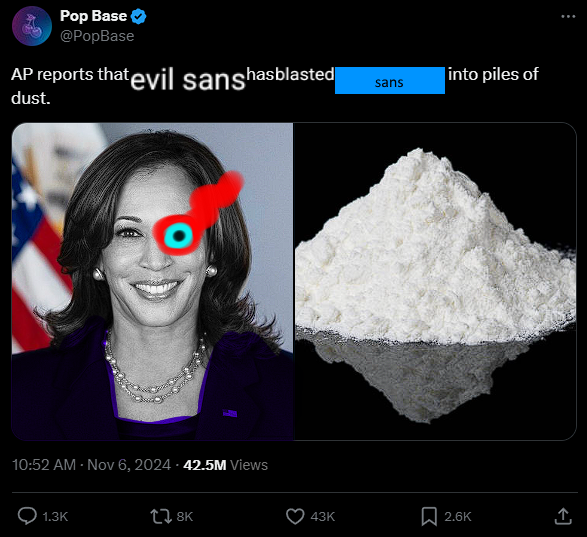 Pop Base
@PopBase
AP reports that evil sans hasblasted sans into piles of
dust.
10:52 AM · Nov 6, 2024 · 42.5M Views
1.3K 8K 43K 2.6K